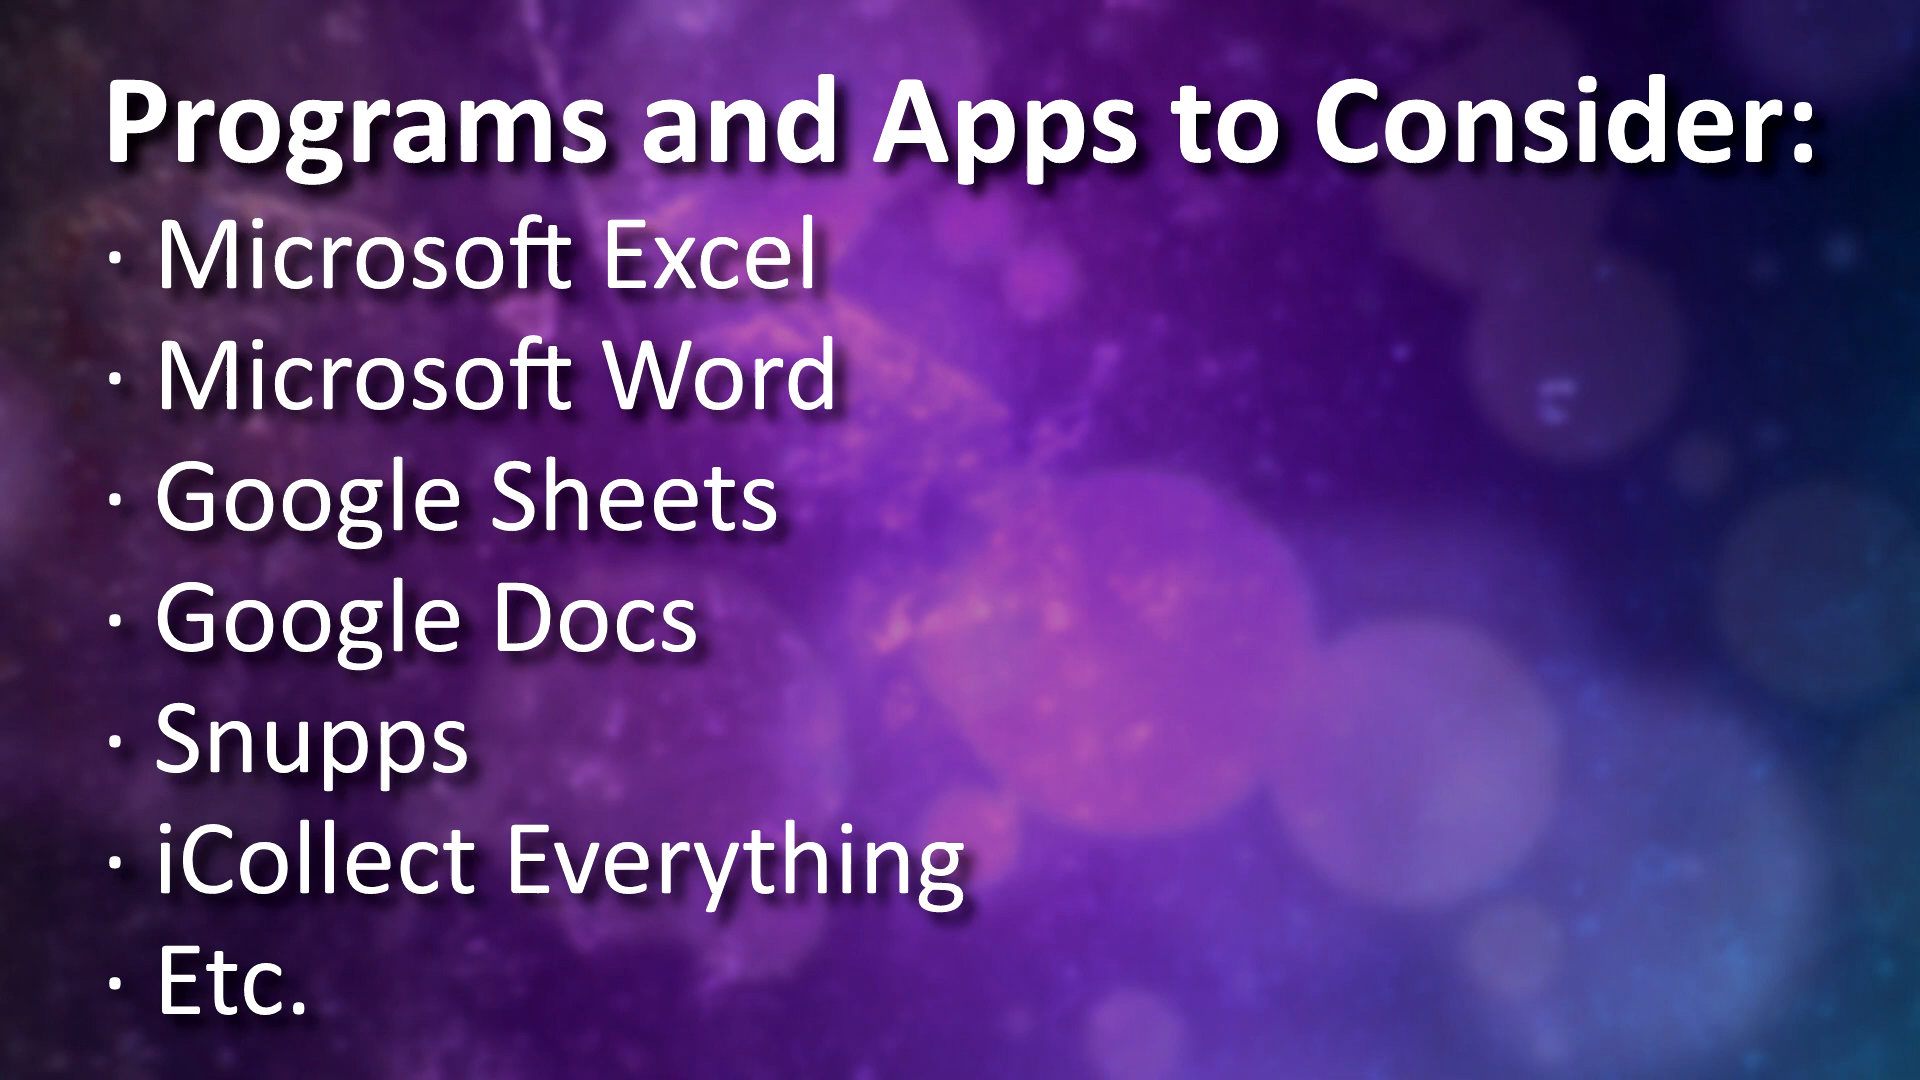 Programs and Apps to Consider:
· Microsoft Excel
· Microsoft Word
· Google Sheets
· Google Docs
· Snupps
· iCollect Everything
· Etc.